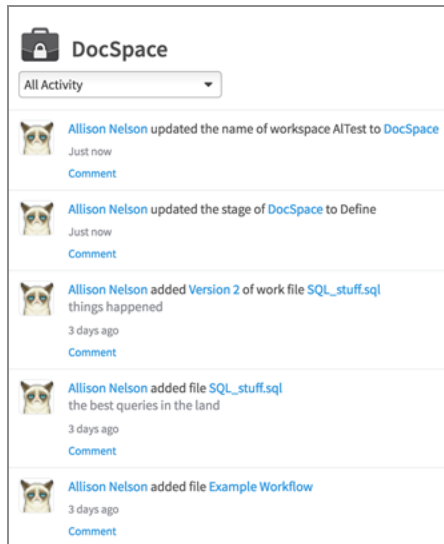 DocSpace
All Activity
Allison Nelson updated the name of workspace AlTest to DocSpace
Just now
Comment
Allison Nelson updated the stage of DocSpace to Define
Just now
Comment
Allison Nelson added Version 2 of work file SQL_stuff.sql
things happened
3 days ago
Comment
Allison Nelson added file SQL_stuff.sql
the best queries in the land
3 days ago
Comment
Allison Nelson added file Example Workflow
3 days ago
Comment